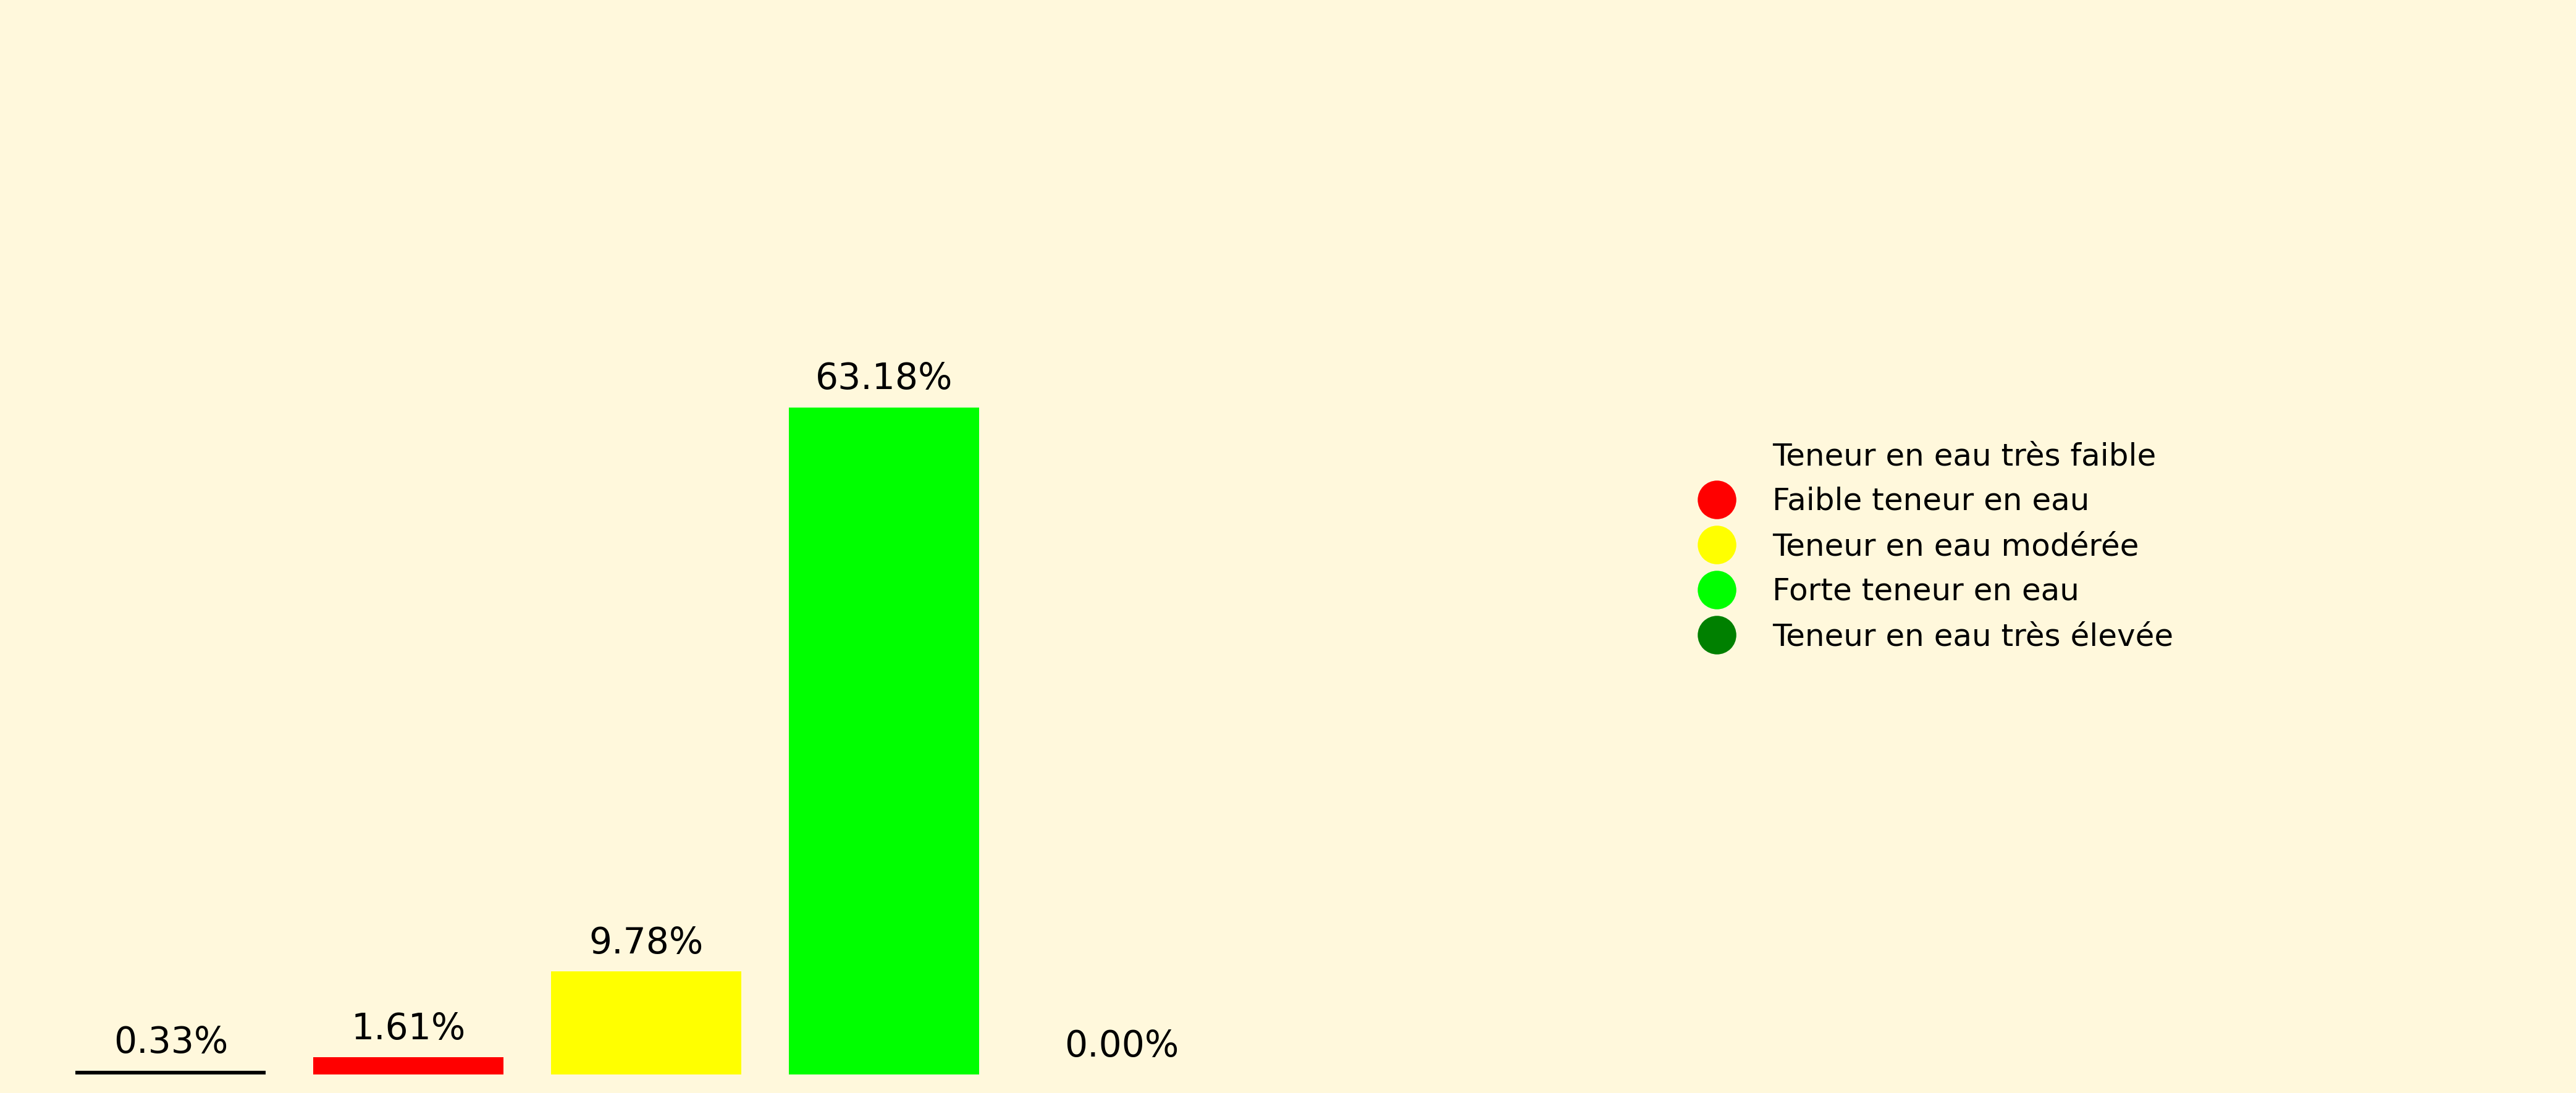 63.18%
9.78%
1.61%
0.33%
0.00%
Teneur en eau très faible
Faible teneur en eau
Teneur en eau modérée
Forte teneur en eau
Teneur en eau très élevée